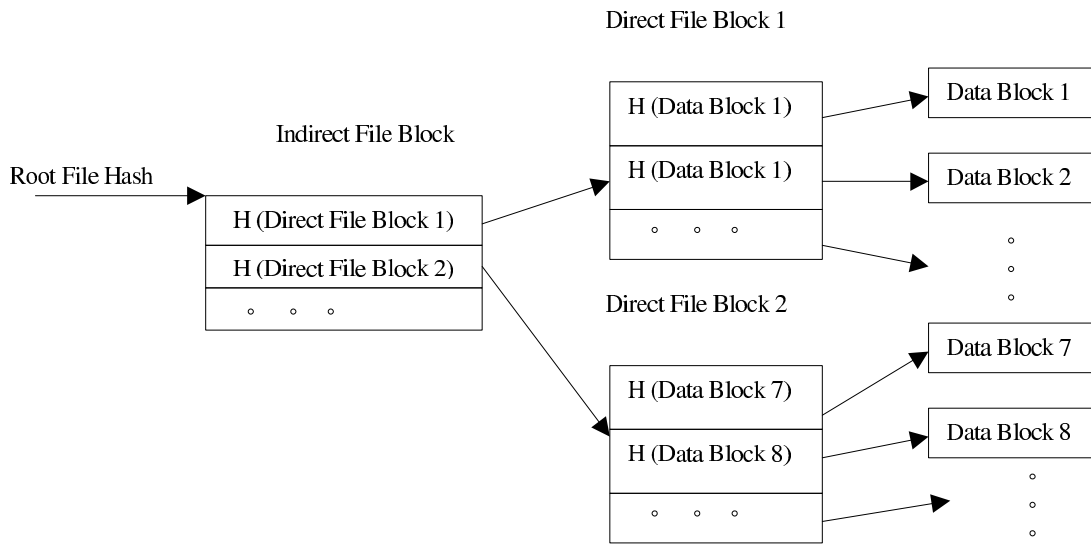 Direct File Block 1
H (Data Block 1)
Data Block 1
Indirect File Block
Root File Hash
H (Data Block 1)
Data Block 2
H (Direct File Block 1)
H (Direct File Block 2)
Direct File Block 2
Data Block 7
H (Data Block 7)
H (Data Block 8)
Data Block 8